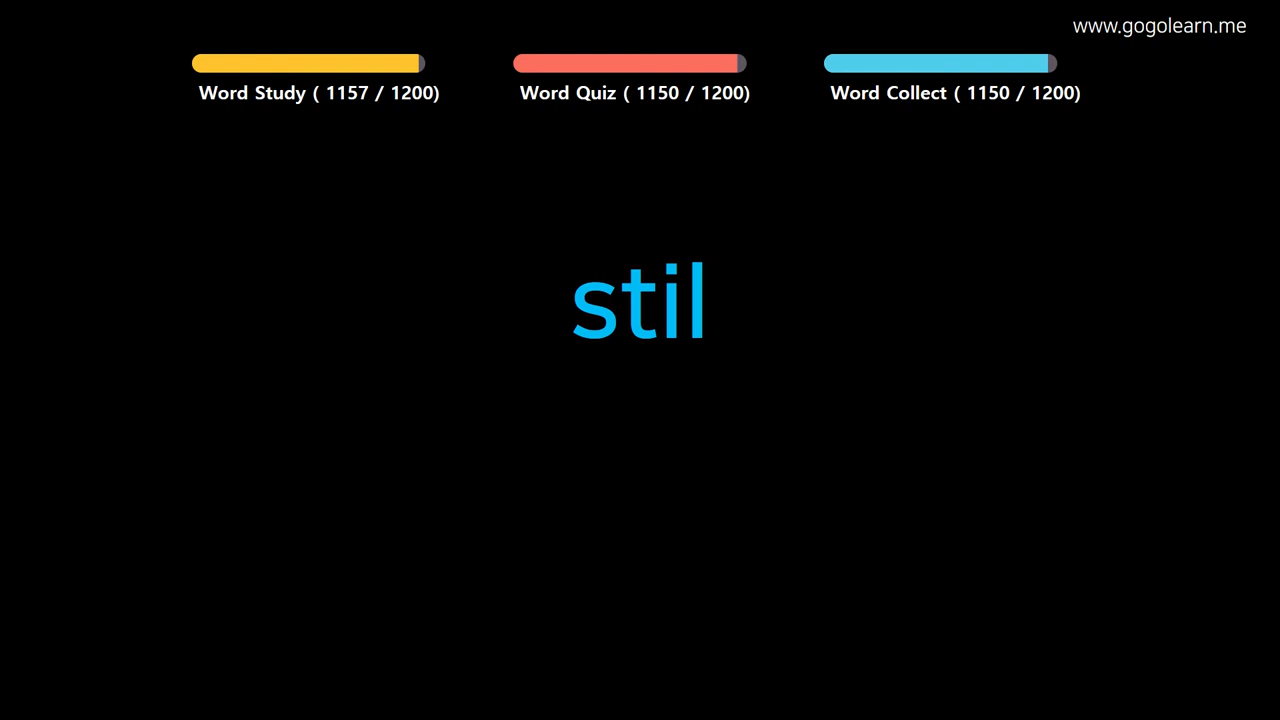 www.gogolearn.me
Word Study ( 1157 / 1200)
Word Quiz ( 1150 / 1200)
Word Collect ( 1150 / 1200)
stil